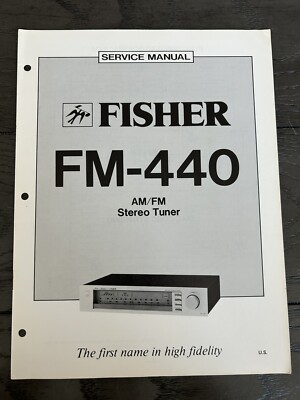 SERVICE MANUAL
FISHER
FM-440
AM/FM
Stereo Tuner
The first name in high fidelity
U.S.